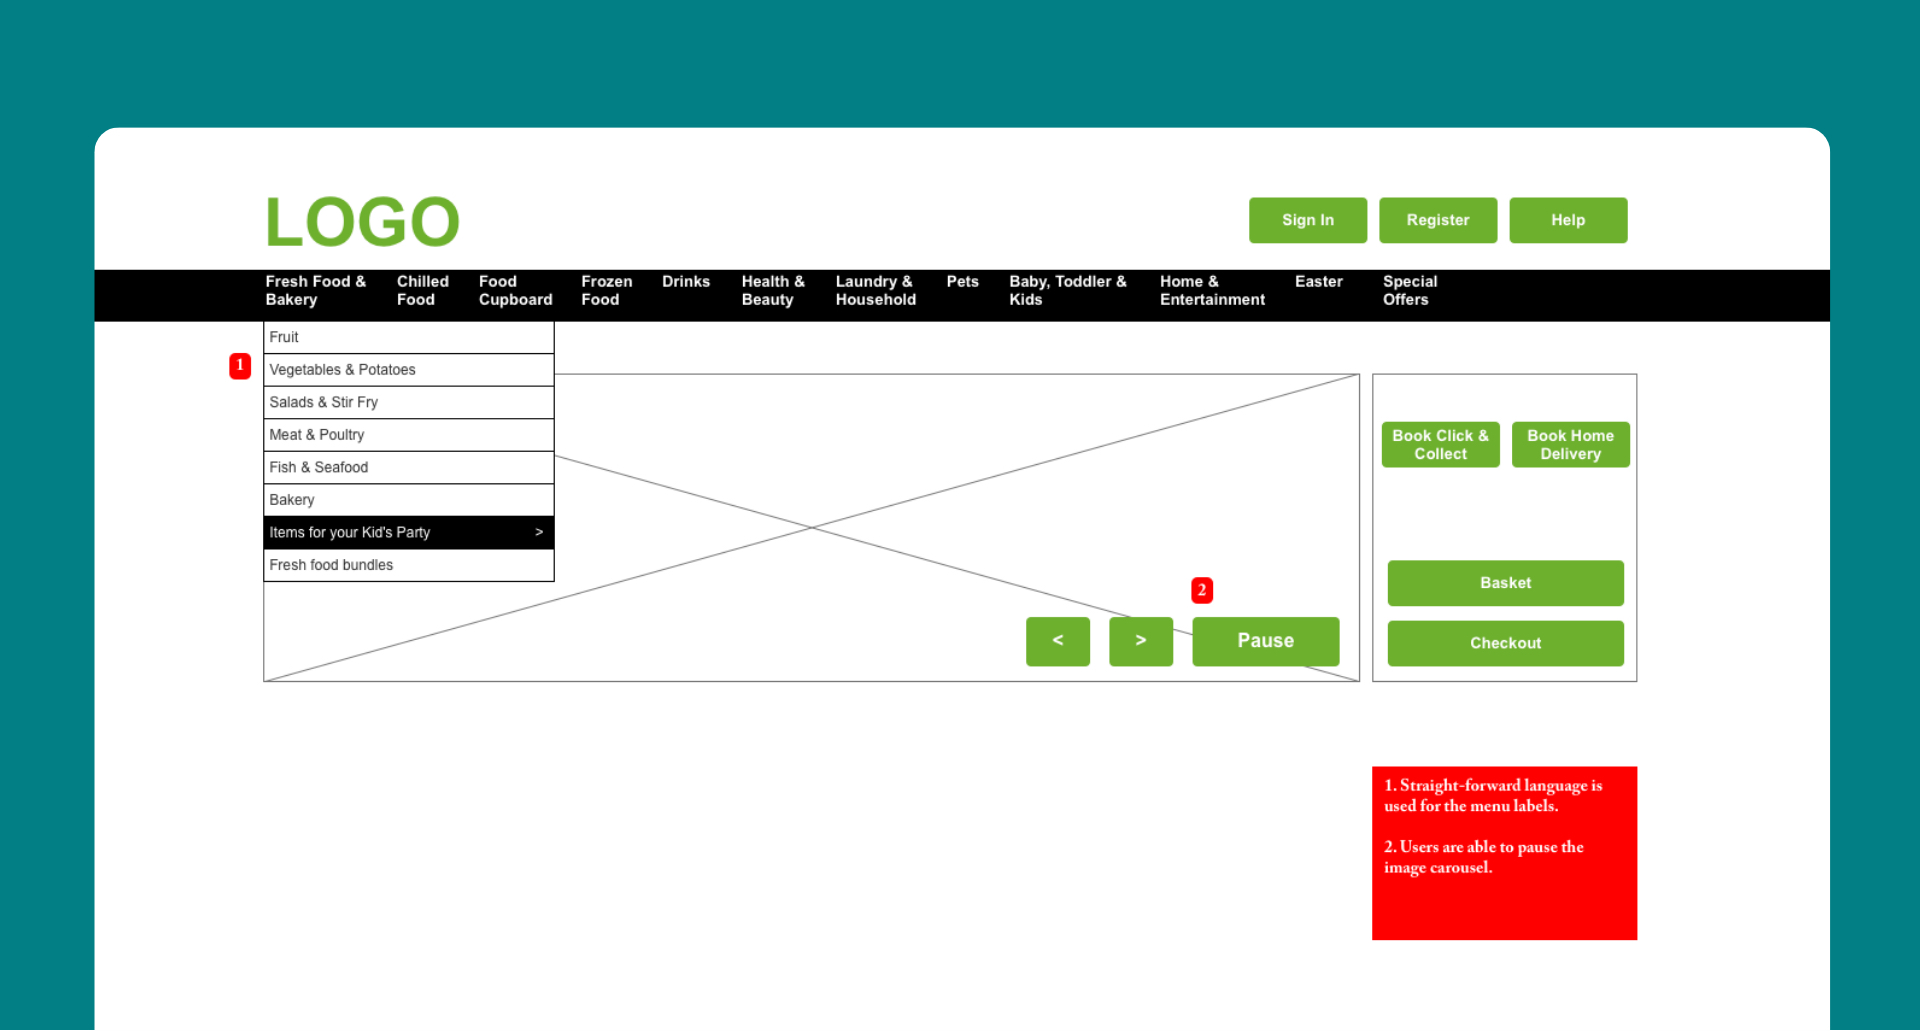 LOGO
Sign In
Register
Help
Fresh Food &
Bakery
Chilled
Food
Food
Cupboard
Frozen
Food
Drinks
Health &
Beauty
Laundry &
Household
Pets
Baby, Toddler &
Kids
Home &
Entertainment
Easter
Special
Offers
1
Fruit
Vegetables & Potatoes
Salads & Stir Fry
Meat & Poultry
Fish & Seafood
Bakery
Items for your Kid's Party >
Fresh food bundles
2
<
>
Pause
Book Click &
Collect
Book Home
Delivery
Basket
Checkout
1. Straight-forward language is
used for the menu labels.
2. Users are able to pause the
image carousel.